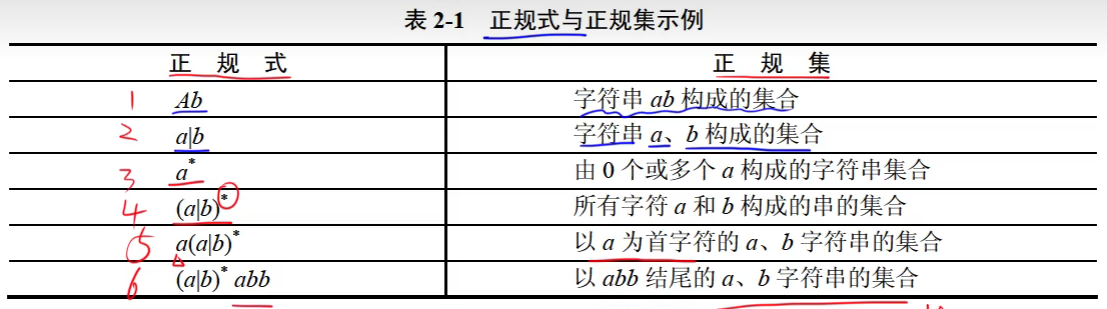 表 2-1 正规式与正规集示例
正 规 式 正 规 集
1 Ab 字符串 ab 构成的集合
2 a|b 字符串 a、b 构成的集合
3 a* 由 0 个或多个 a 构成的字符串集合
4 (a|b)* 所有字符 a 和 b 构成的串的集合
5 a(a|b)* 以 a 为首字符的 a、b 字符串的集合
6 (a|b)* abb 以 abb 结尾的 a、b 字符串的集合